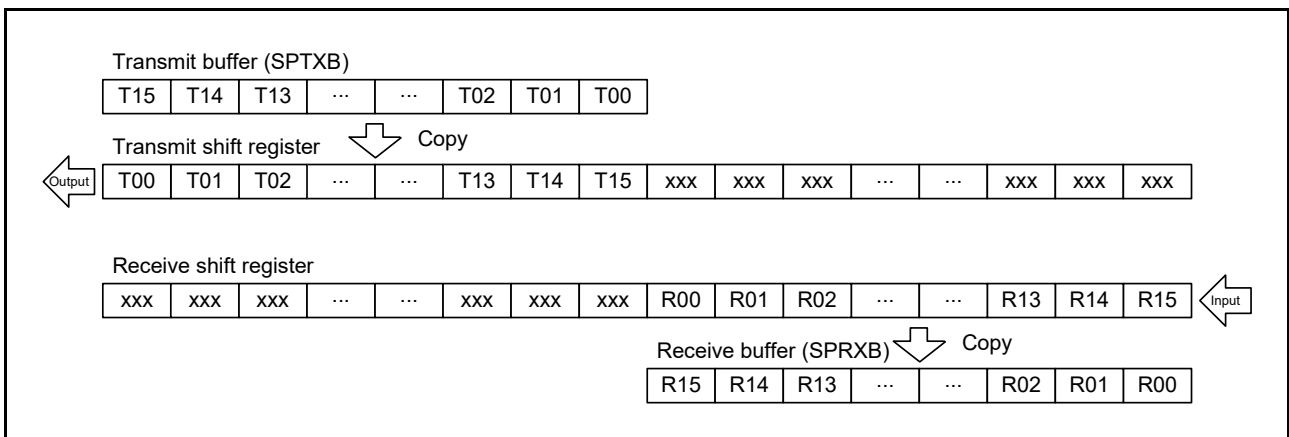 Transmit buffer (SPTXB)
T15 T14 T13 ... ... T02 T01 T00
Copy
Transmit shift register
Output T00 T01 T02 ... ... T13 T14 T15 xxx xxx xxx ... ... xxx xxx xxx
Receive shift register
xxx xxx xxx ... ... xxx xxx xxx R00 R01 R02 ... ... R13 R14 R15 Input
Copy
Receive buffer (SPRXB)
R15 R14 R13 ... ... R02 R01 R00